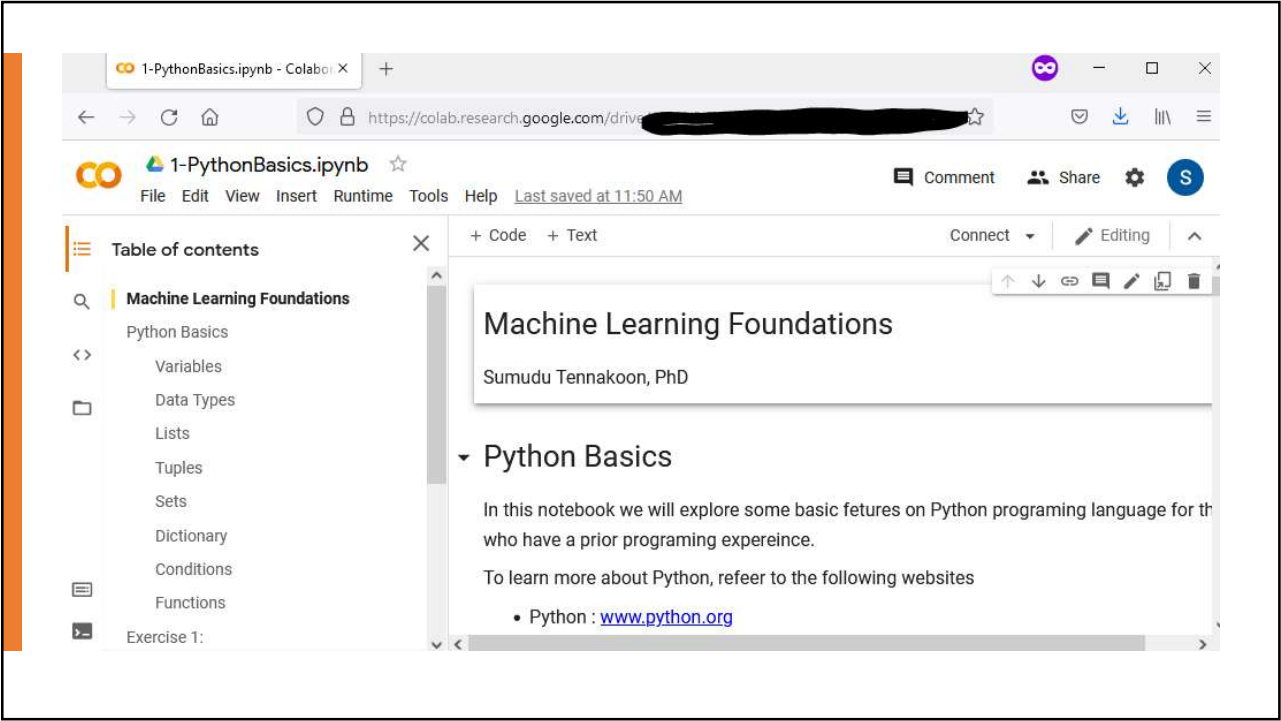 1-PythonBasics.ipynb - Colabor
https://colab.research.google.com/drive
1-PythonBasics.ipynb
Comment Share S
File Edit View Insert Runtime Tools Help Last saved at 11:50 AM
Table of contents
+ Code + Text Connect Editing
Machine Learning Foundations
Python Basics
Variables
Data Types
Lists
Tuples
Sets
Dictionary
Conditions
Functions
Exercise 1:
Machine Learning Foundations
Sumudu Tennakoon, PhD
Python Basics
In this notebook we will explore some basic fetures on Python programing language for th
who have a prior programing expereince.
To learn more about Python, refeer to the following websites
• Python : www.python.org